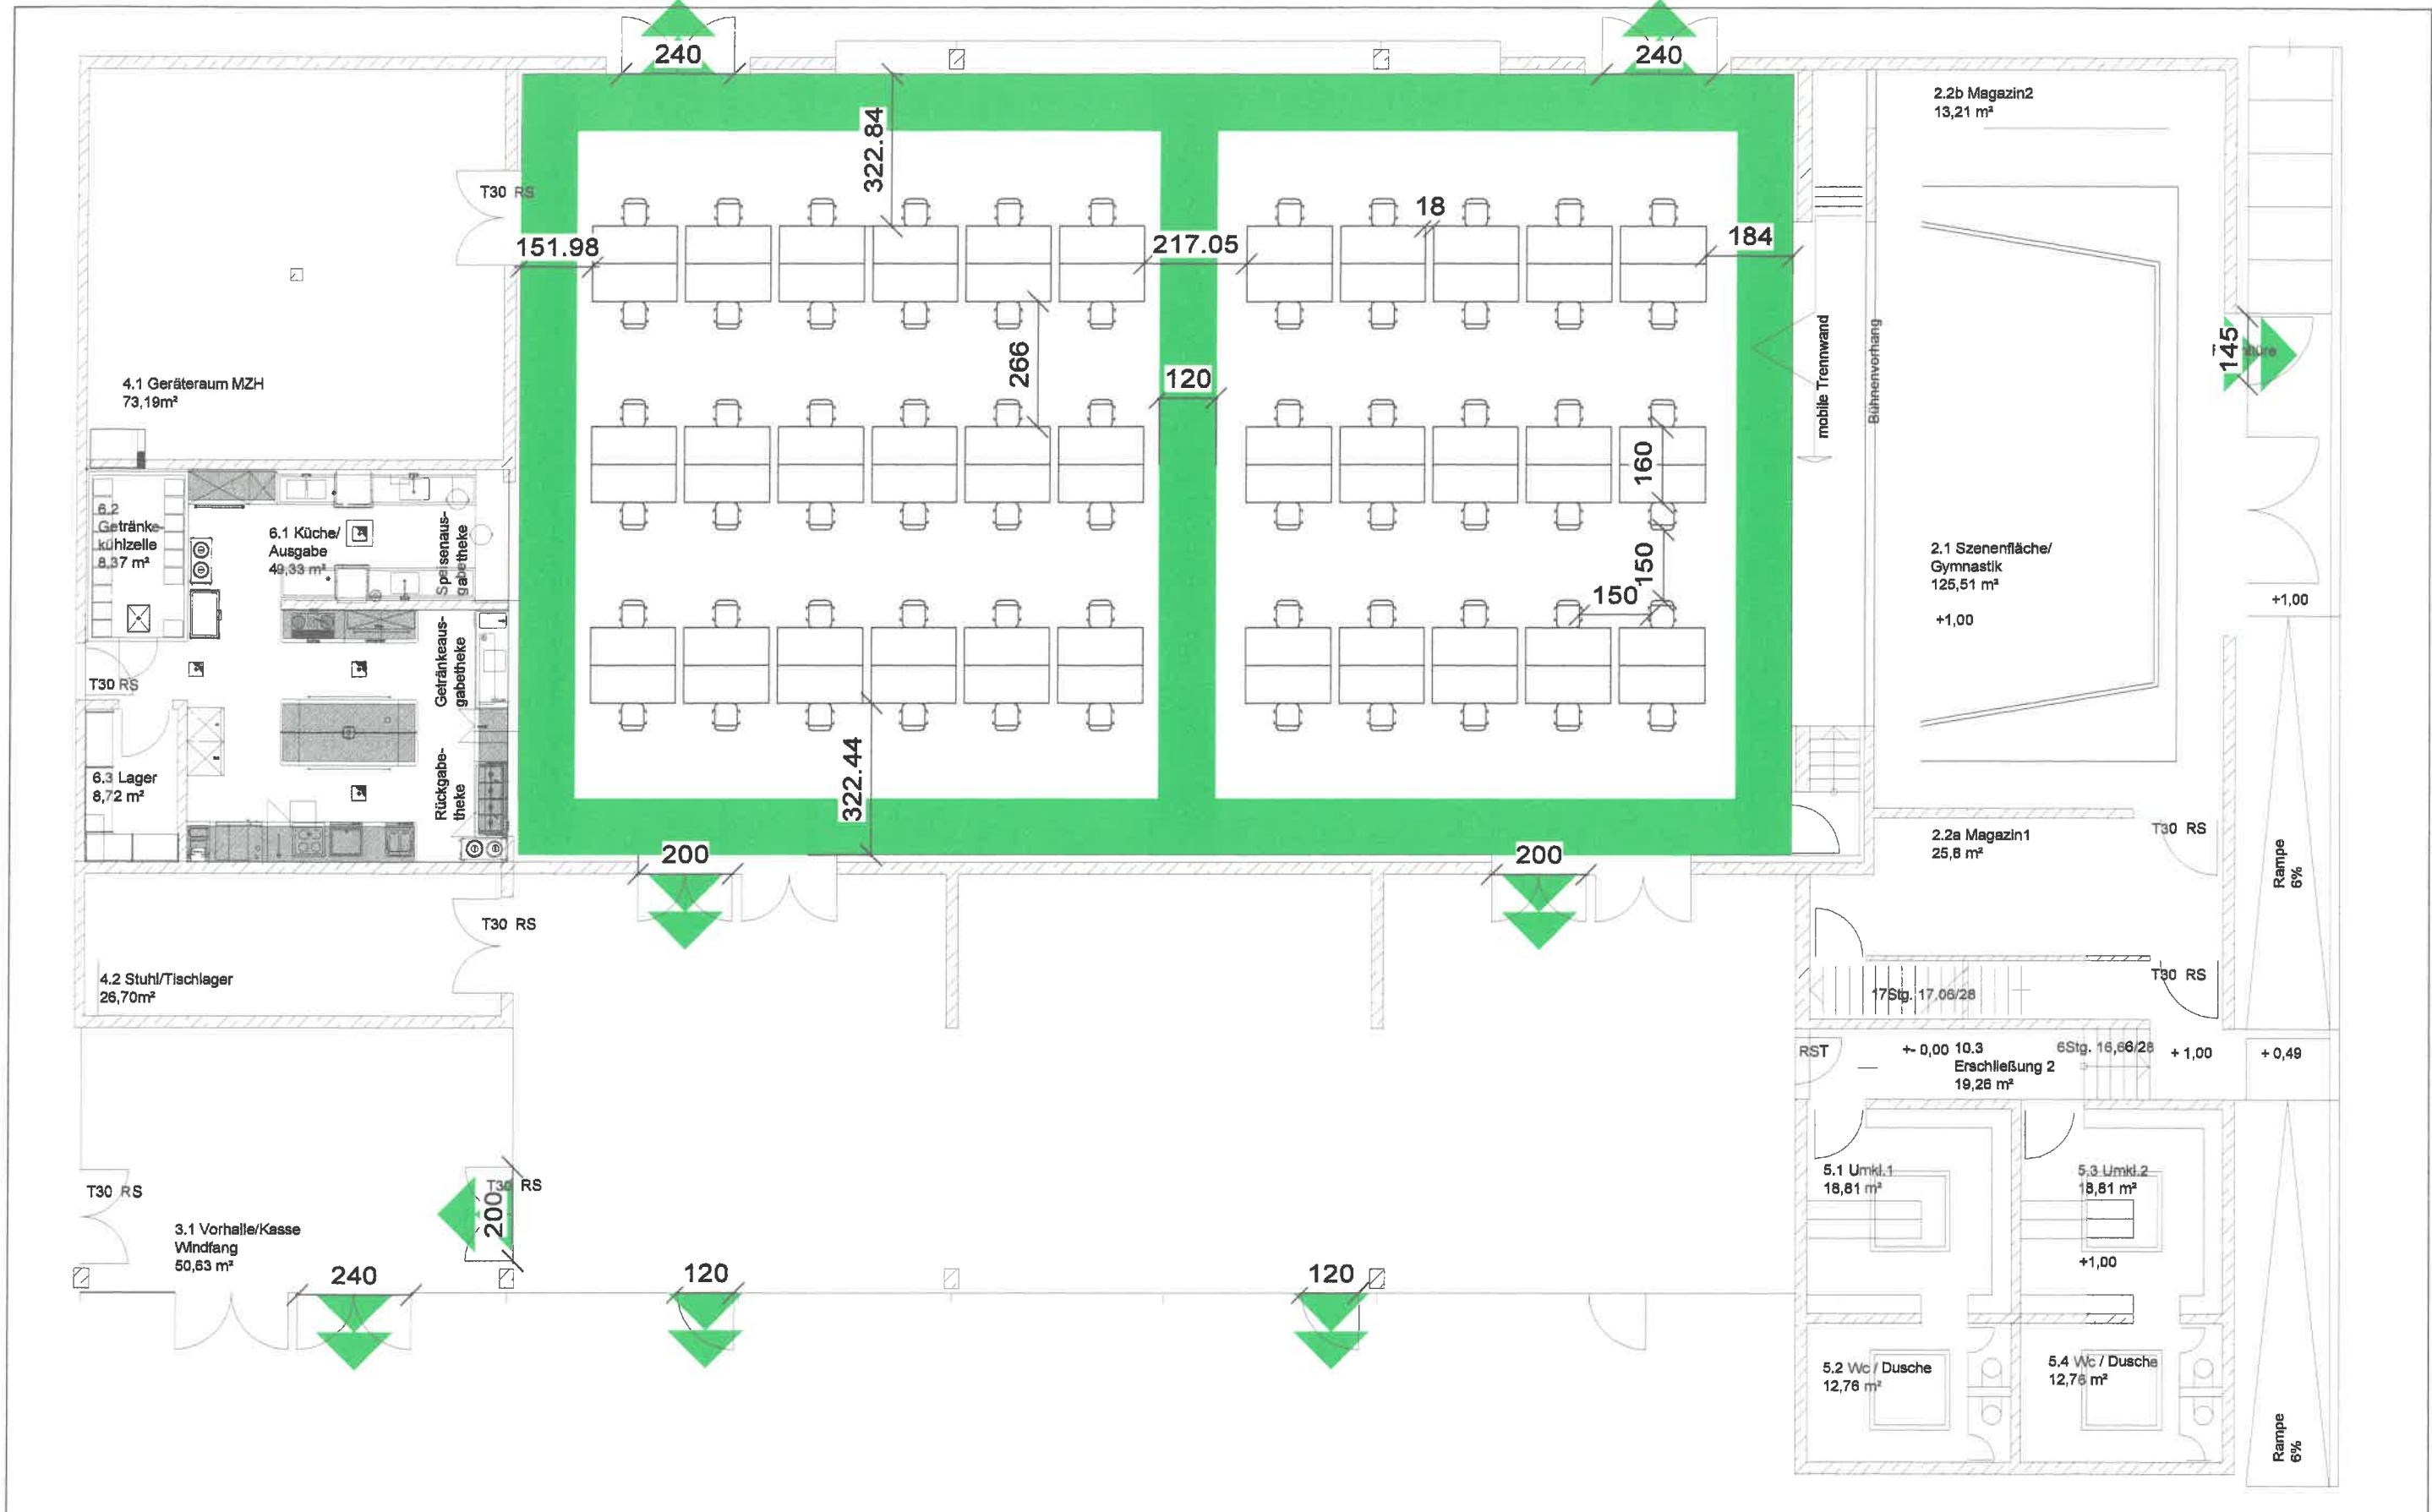 240
240
2.2b Magazin2
13,21 m²
322.84
T30 RS
18
151.98
217.05
184
mobile Trennwand
Bühnenvorhang
145
266
120
4.1 Geräteraum MZH
73,19m²
160
6.2
Getränke-
kühlzelle
8,37 m²
6.1 Küche/
Ausgabe
49,33 m²
Speisenaus-
gabetheke
150
150
2.1 Szenenfläche/
Gymnastik
125,51 m²
+1,00
+1,00
Getränkeaus-
gabetheke
T30 RS
Rückgabe-
theke
6.3 Lager
8,72 m²
322.44
200
200
2.2a Magazin1
25,8 m²
T30 RS
Rampe
6%
T30 RS
4.2 Stuhl/Tischlager
26,70m²
T30 RS
17Stg. 17,06/28
RST
+- 0,00 10.3
Erschließung 2
19,26 m²
6Stg. 16,66/28
+ 1,00
+ 0,49
T30 RS
T30 RS
200
5.1 Umkl.1
18,81 m²
5.3 Umkl.2
18,81 m²
+1,00
3.1 Vorhalle/Kasse
Windfang
50,63 m²
240
120
120
5.2 Wc / Dusche
12,76 m²
5.4 Wc / Dusche
12,76 m²
Rampe
6%